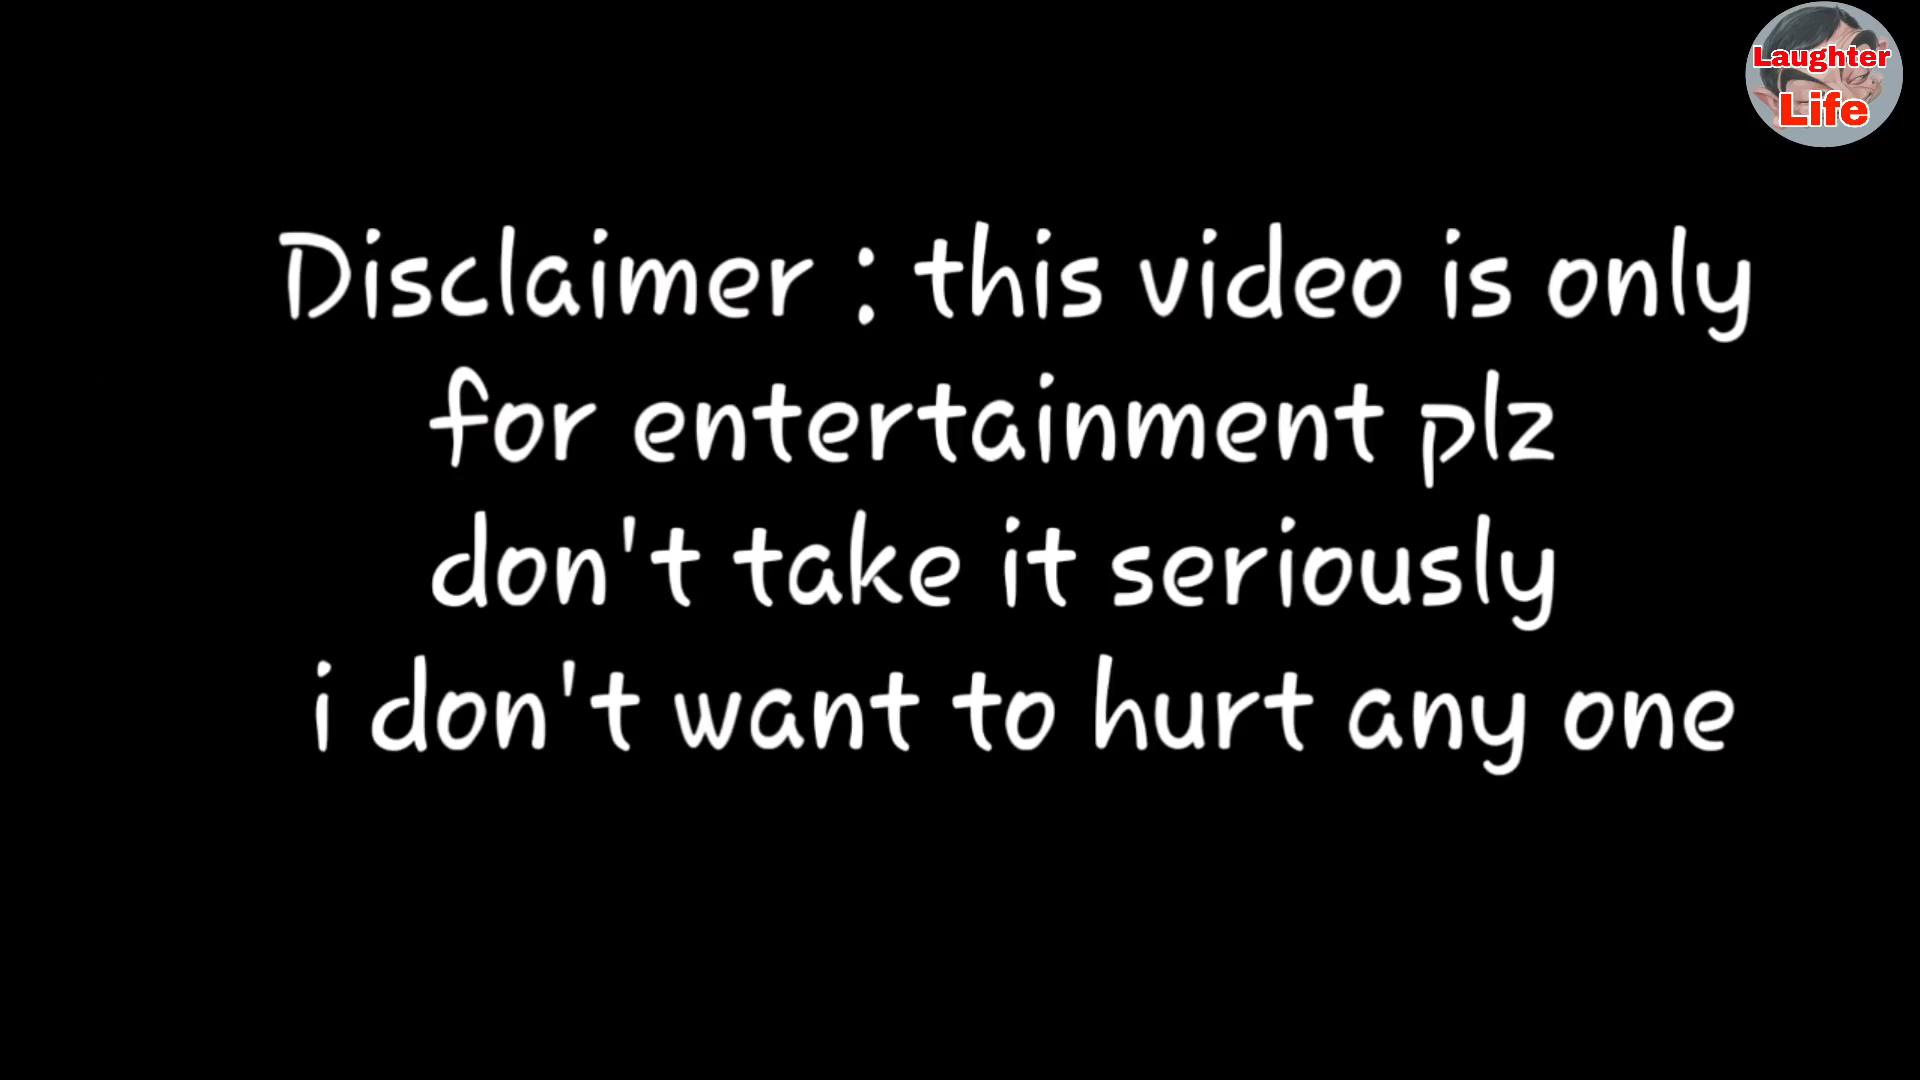 Laughter
Life
Disclaimer : this video is only
for entertainment plz
don't take it seriously
i don't want to hurt any one